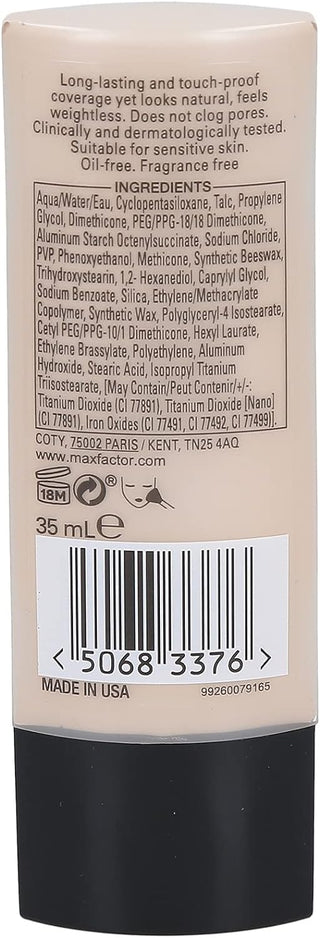 Long-lasting and touch-proof
coverage yet looks natural, feels
weightless. Does not clog pores.
Clinically and dermatologically tested.
Suitable for sensitive skin.
Oil-free. Fragrance free
INGREDIENTS
Aqua/Water/Eau, Cyclopentasiloxane, Talc, Propylene
Glycol, Dimethicone, PEG/PPG-18/18 Dimethicone,
Aluminum Starch Octenylsuccinate, Sodium Chloride,
PVP, Phenoxyethanol, Methicone, Synthetic Beeswax,
Trihydroxystearin, 1,2- Hexanediol, Caprylyl Glycol,
Sodium Benzoate, Silica, Ethylene/Methacrylate
Copolymer, Synthetic Wax, Polyglyceryl-4 Isostearate,
Cetyl PEG/PPG-10/1 Dimethicone, Hexyl Laurate,
Ethylene Brassylate, Polyethylene, Aluminum
Hydroxide, Stearic Acid, Isopropyl Titanium
Triisostearate, [May Contain/Peut Contenir/+/-:
Titanium Dioxide (CI 77891), Titanium Dioxide [Nano]
(CI 77891), Iron Oxides (CI 77491, CI 77492, CI 77499)].
COTY, 75002 PARIS / KENT, TN25 4AQ
www.maxfactor.com
18M ®
35 mL e
< 5068 3376 >
MADE IN USA 99260079165